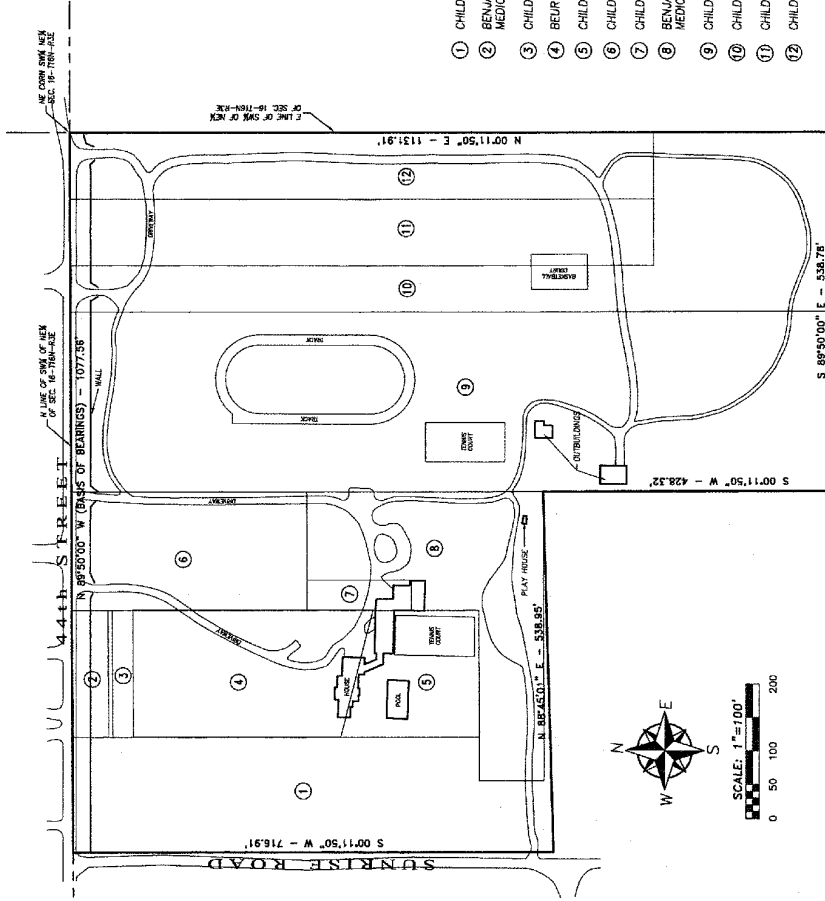 NE CORN SW¼ NE¼
SEC. 16-T16N-R3E
N LINE OF SW¼ OF NE¼
OF SEC. 16-T16N-R3E
E LINE OF SW¼ OF NE¼
OF SEC. 16-T16N-R3E
44th STREET
N 89°50'00" W (BASIS OF BEARINGS) - 1077.56'
WALL
DRIVEWAY
DRIVEWAY
DRIVEWAY
N 00°11'50" E - 1131.91'
S 89°50'00" E - 538.78'
S 00°11'50" W - 428.32'
N 88°45'01" E - 538.95'
S 00°11'50" W - 716.91'
SUNRISE ROAD
TRACK
TRACK
BASKETBALL
COURT
TENNIS
COURT
OUTBUILDINGS
PLAY HOUSE
HOUSE
POOL
TENNIS
COURT
1
2
3
4
5
6
7
8
9
10
11
12
N
E
S
W
SCALE: 1"=100'
0 50 100 200
1 CHILD
2 BENJA
MEDIC
3 CHILD
4 BEUR
5 CHILD
6 CHILD
7 CHILD
8 BENJA
MEDIC
9 CHILD
10 CHILD
11 CHILD
12 CHILD